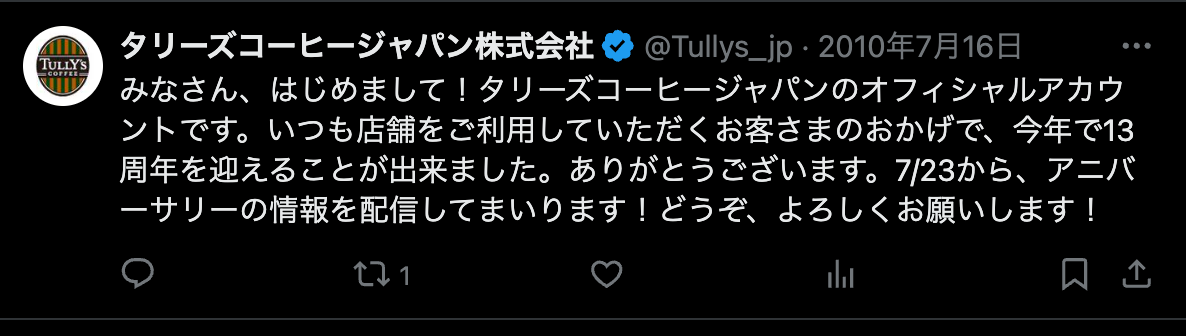 TULLY'S
COFFEE
タリーズコーヒージャパン株式会社 @Tullys_jp · 2010年7月16日
みなさん、はじめまして！タリーズコーヒージャパンのオフィシャルアカウ
ントです。いつも店舗をご利用していただくお客さまのおかげで、今年で13
周年を迎えることが出来ました。ありがとうございます。7/23から、アニバ
ーサリーの情報を配信してまいります！どうぞ、よろしくお願いします！
1